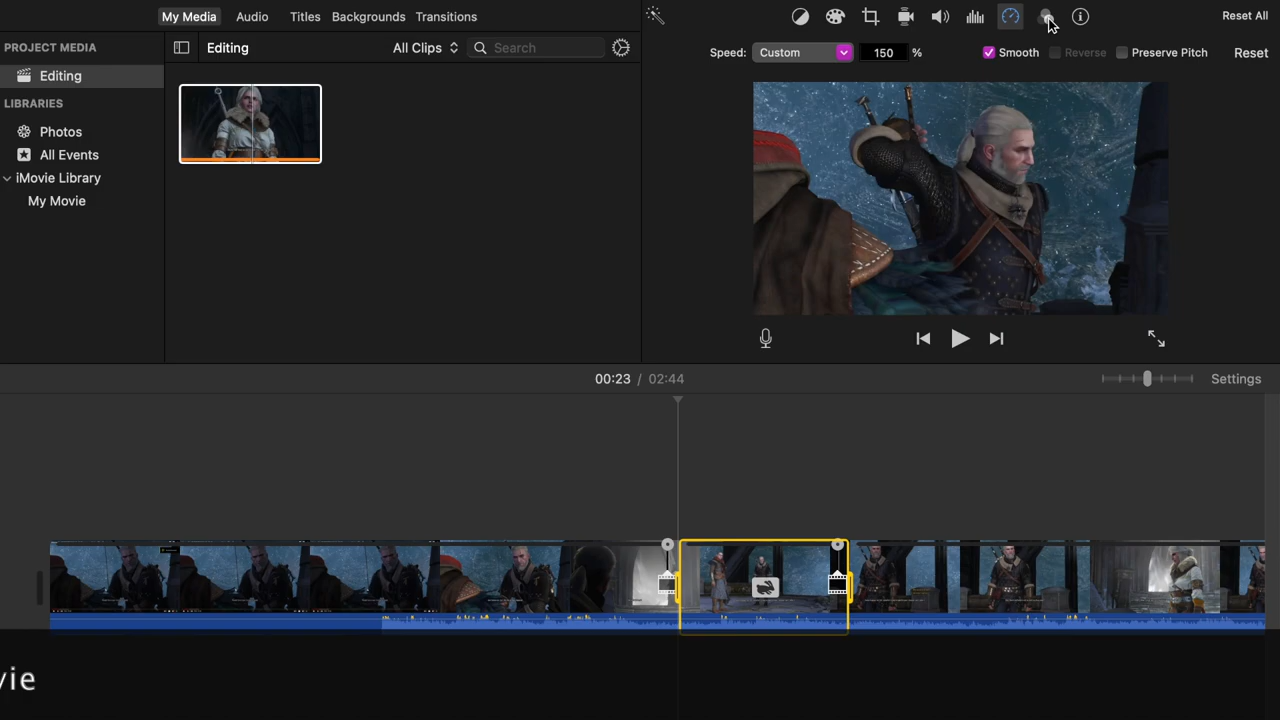 My Media Audio Titles Backgrounds Transitions Reset All
PROJECT MEDIA Editing All Clips Search Speed: Custom 150 % Smooth Reverse Preserve Pitch Reset
Editing
LIBRARIES
Photos
All Events
iMovie Library
My Movie
00:23 / 02:44 Settings
vie